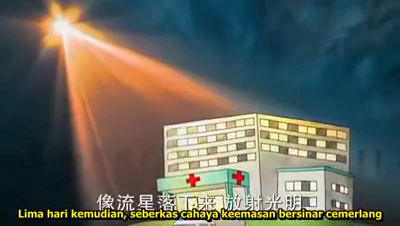 像流星落下来 放射光明
Lima hari kemudian, seberkas cahaya keemasan bersinar cemerlang